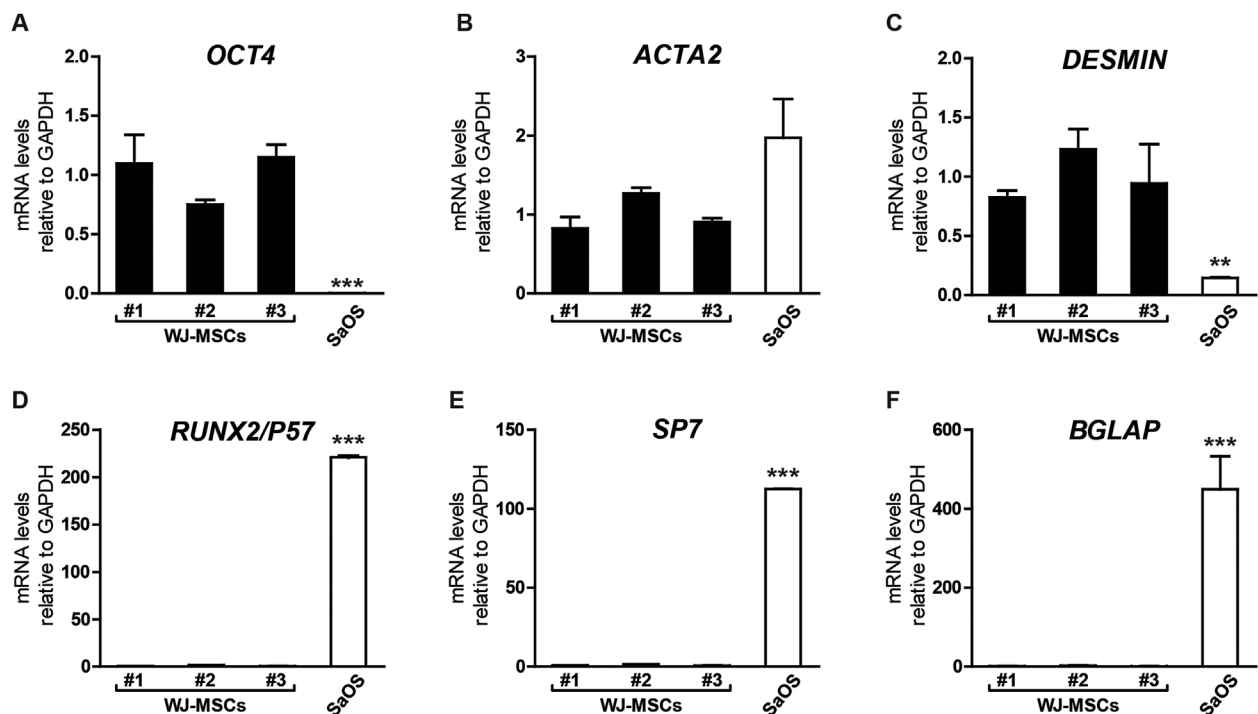 A
OCT4
mRNA levels
relative to GAPDH
2.0
1.5
1.0
0.5
0.0
***
#1 #2 #3 SaOS
WJ-MSCs
B
ACTA2
mRNA levels
relative to GAPDH
3
2
1
0
#1 #2 #3 SaOS
WJ-MSCs
C
DESMIN
mRNA levels
relative to GAPDH
2.0
1.5
1.0
0.5
0.0
**
#1 #2 #3 SaOS
WJ-MSCs
D
RUNX2/P57
mRNA levels
relative to GAPDH
250
200
150
100
50
0
***
#1 #2 #3 SaOS
WJ-MSCs
E
SP7
mRNA levels
relative to GAPDH
150
100
50
0
***
#1 #2 #3 SaOS
WJ-MSCs
F
BGLAP
mRNA levels
relative to GAPDH
600
400
200
0
***
#1 #2 #3 SaOS
WJ-MSCs